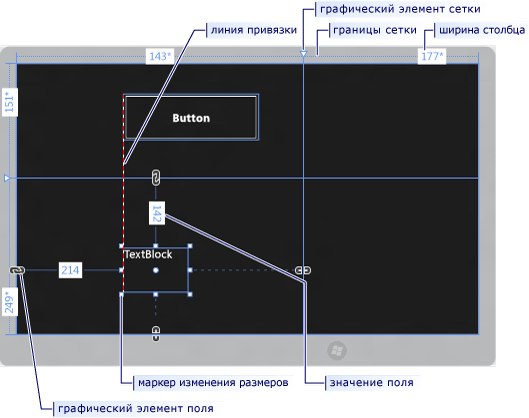 графический элемент сетки
линия привязки
границы сетки
ширина столбца
143*
177*
151*
Button
142
TextBlock
214
249*
маркер изменения размеров
значение поля
графический элемент поля